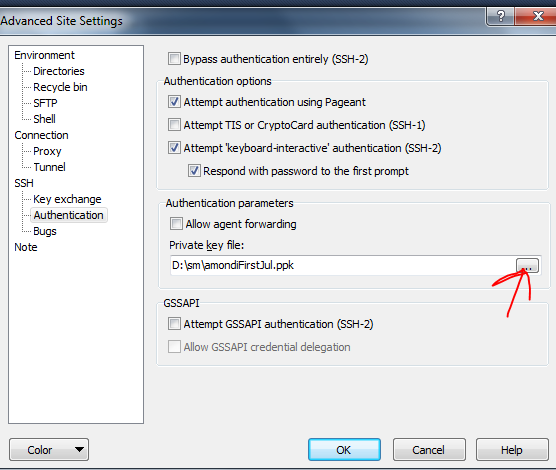 Advanced Site Settings
Environment
Directories
Recycle bin
SFTP
Shell
Connection
Proxy
Tunnel
SSH
Key exchange
Authentication
Bugs
Note
Bypass authentication entirely (SSH-2)
Authentication options
Attempt authentication using Pageant
Attempt TIS or CryptoCard authentication (SSH-1)
Attempt 'keyboard-interactive' authentication (SSH-2)
Respond with password to the first prompt
Authentication parameters
Allow agent forwarding
Private key file:
D:\sm\amondiFirstJul.ppk
...
GSSAPI
Attempt GSSAPI authentication (SSH-2)
Allow GSSAPI credential delegation
Color
OK
Cancel
Help